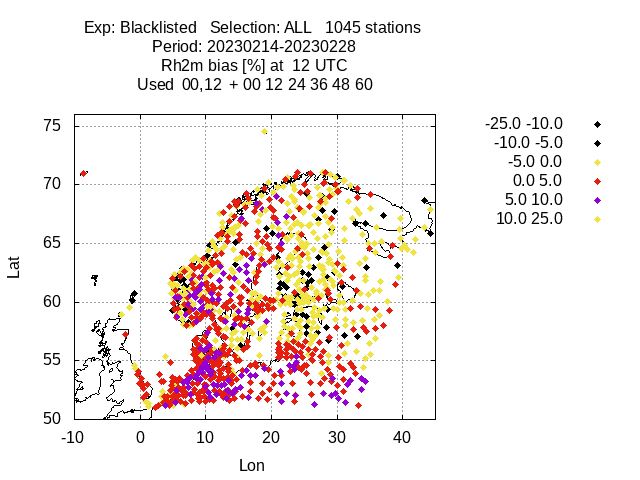 Exp: Blacklisted   Selection: ALL   1045 stations
Period: 20230214-20230228
Rh2m bias [%] at  12 UTC
Used  00,12  + 00 12 24 36 48 60
-25.0 -10.0
-10.0 -5.0
-5.0 0.0
0.0 5.0
5.0 10.0
10.0 25.0
75
70
65
60
55
50
Lat
-10 0 10 20 30 40
Lon